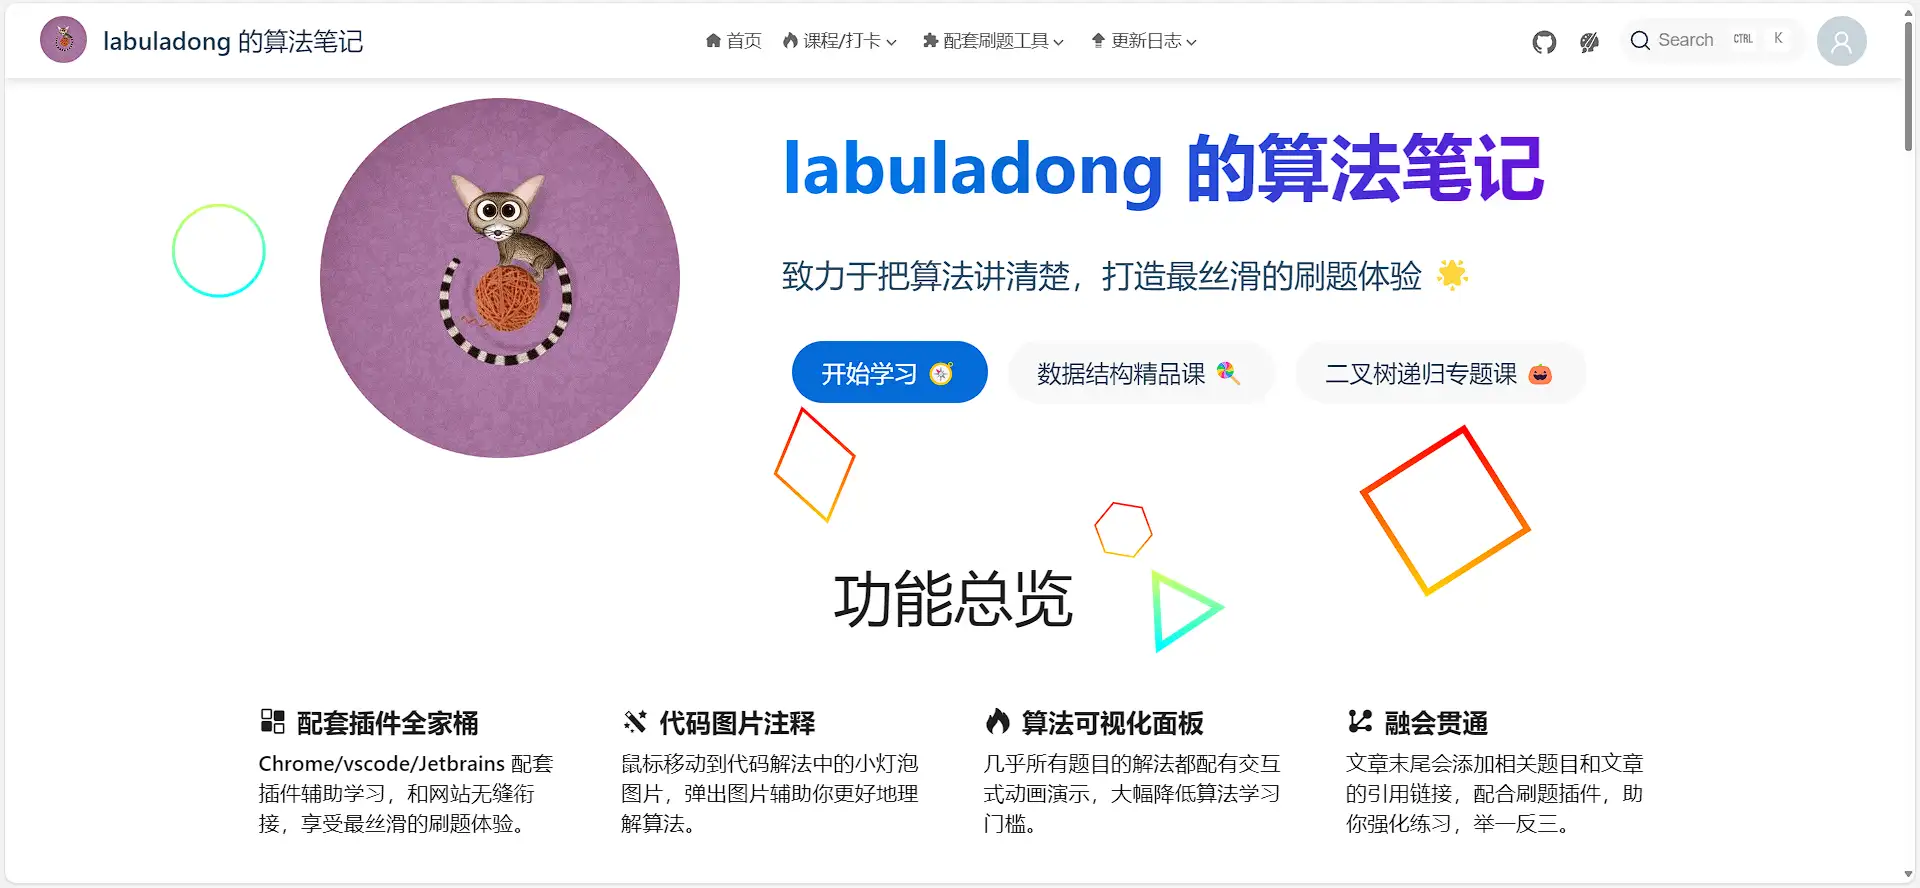 labuladong 的算法笔记
首页 课程/打卡 配套刷题工具 更新日志
Search CTRL K
labuladong 的算法笔记
致力于把算法讲清楚，打造最丝滑的刷题体验 🌟
开始学习 🧭 数据结构精品课 🍭 二叉树递归专题课 🎃
功能总览
配套插件全家桶
Chrome/vscode/Jetbrains 配套
插件辅助学习，和网站无缝衔
接，享受最丝滑的刷题体验。
代码图片注释
鼠标移动到代码解法中的小灯泡
图片，弹出图片辅助你更好地理
解算法。
算法可视化面板
几乎所有题目的解法都配有交互
式动画演示，大幅降低算法学习
门槛。
融会贯通
文章末尾会添加相关题目和文章
的引用链接，配合刷题插件，助
你强化练习，举一反三。